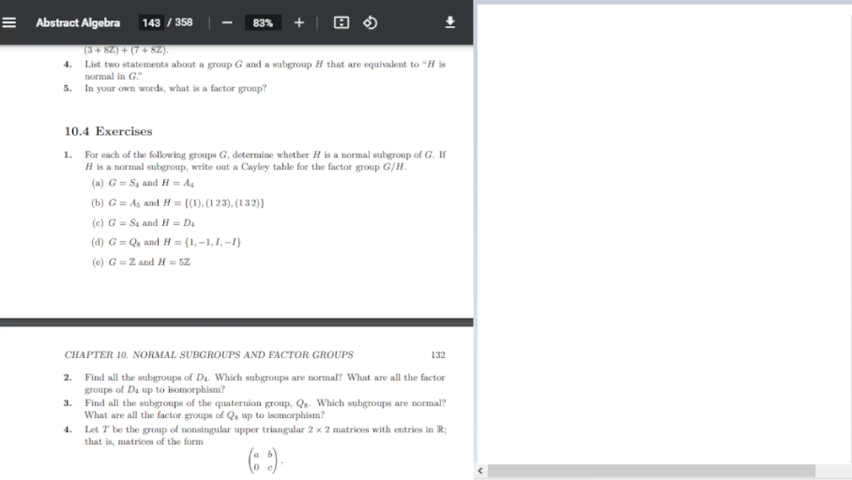 Abstract Algebra 143 / 358 | − 83% +
(3 + 8ℤ) + (7 + 8ℤ).
4. List two statements about a group G and a subgroup H that are equivalent to “H is
normal in G.”
5. In your own words, what is a factor group?
10.4 Exercises
1. For each of the following groups G, determine whether H is a normal subgroup of G. If
H is a normal subgroup, write out a Cayley table for the factor group G/H.
(a) G = S₄ and H = A₄
(b) G = A₅ and H = {(1), (1 2 3), (1 3 2)}
(c) G = S₄ and H = D₄
(d) G = Q₈ and H = {1, −1, I, −I}
(e) G = ℤ and H = 5ℤ
CHAPTER 10. NORMAL SUBGROUPS AND FACTOR GROUPS 132
2. Find all the subgroups of D₄. Which subgroups are normal? What are all the factor
groups of D₄ up to isomorphism?
3. Find all the subgroups of the quaternion group, Q₈. Which subgroups are normal?
What are all the factor groups of Q₈ up to isomorphism?
4. Let T be the group of nonsingular upper triangular 2 × 2 matrices with entries in ℝ;
that is, matrices of the form
(a b
0 c),